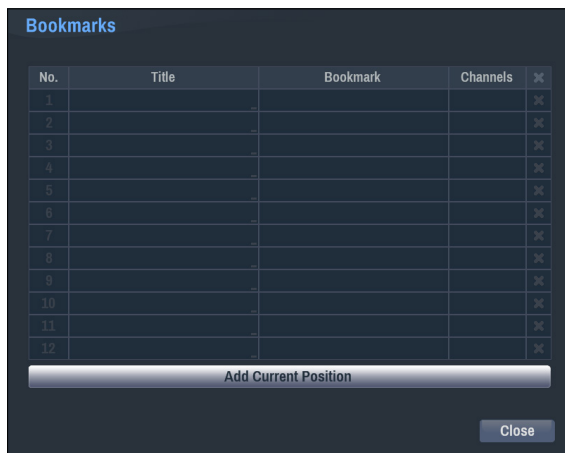 Bookmarks
No. Title Bookmark Channels ✖
1 ... ✖
2 ... ✖
3 ... ✖
4 ... ✖
5 ... ✖
6 ... ✖
7 ... ✖
8 ... ✖
9 ... ✖
10 ... ✖
11 ... ✖
12 ... ✖
Add Current Position
Close